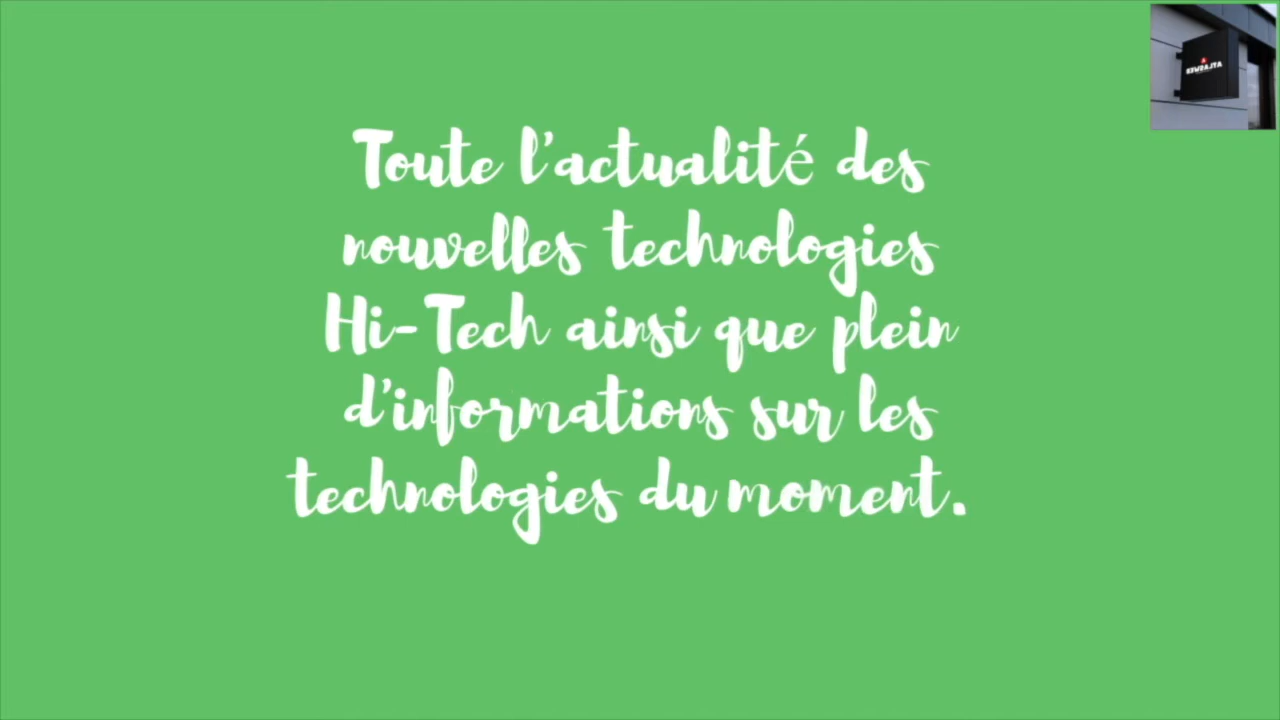 Toute l'actualité des
nouvelles technologies
Hi-Tech ainsi que plein
d'informations sur les
technologies du moment.